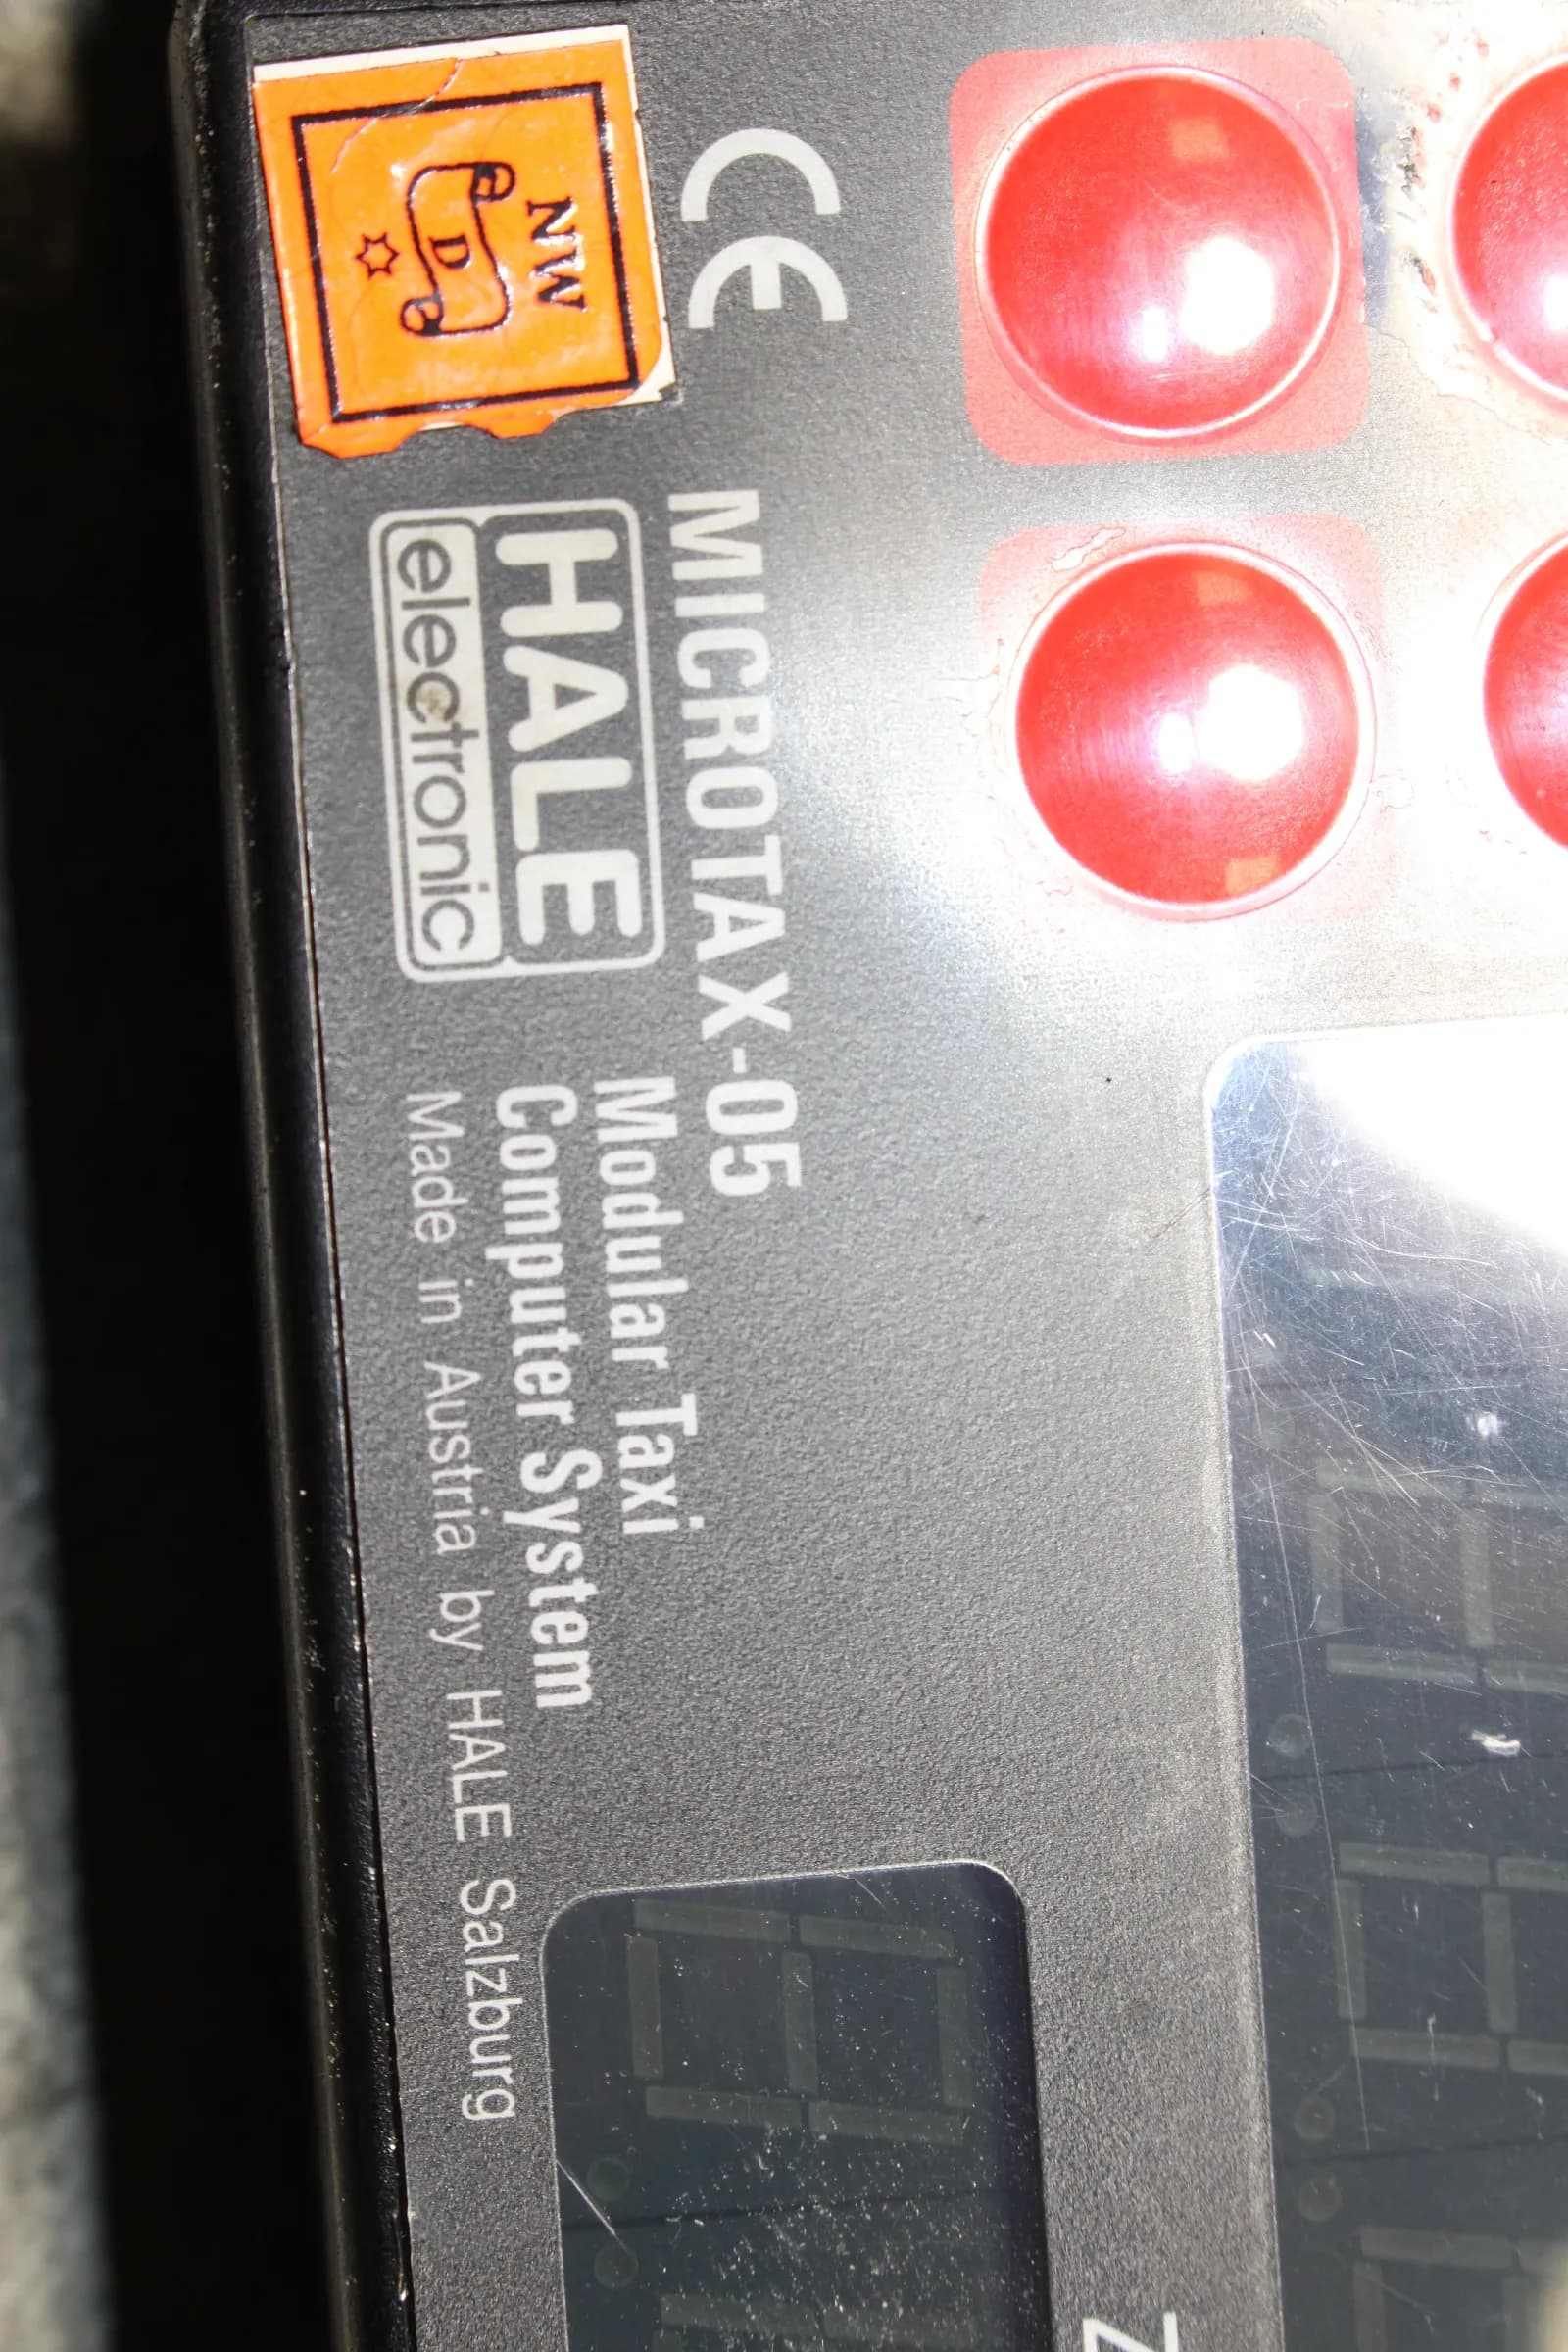 NW
D
CE
MICROTAX-05
HALE
electronic
Modular Taxi
Computer System
Made in Austria by HALE Salzburg
Z